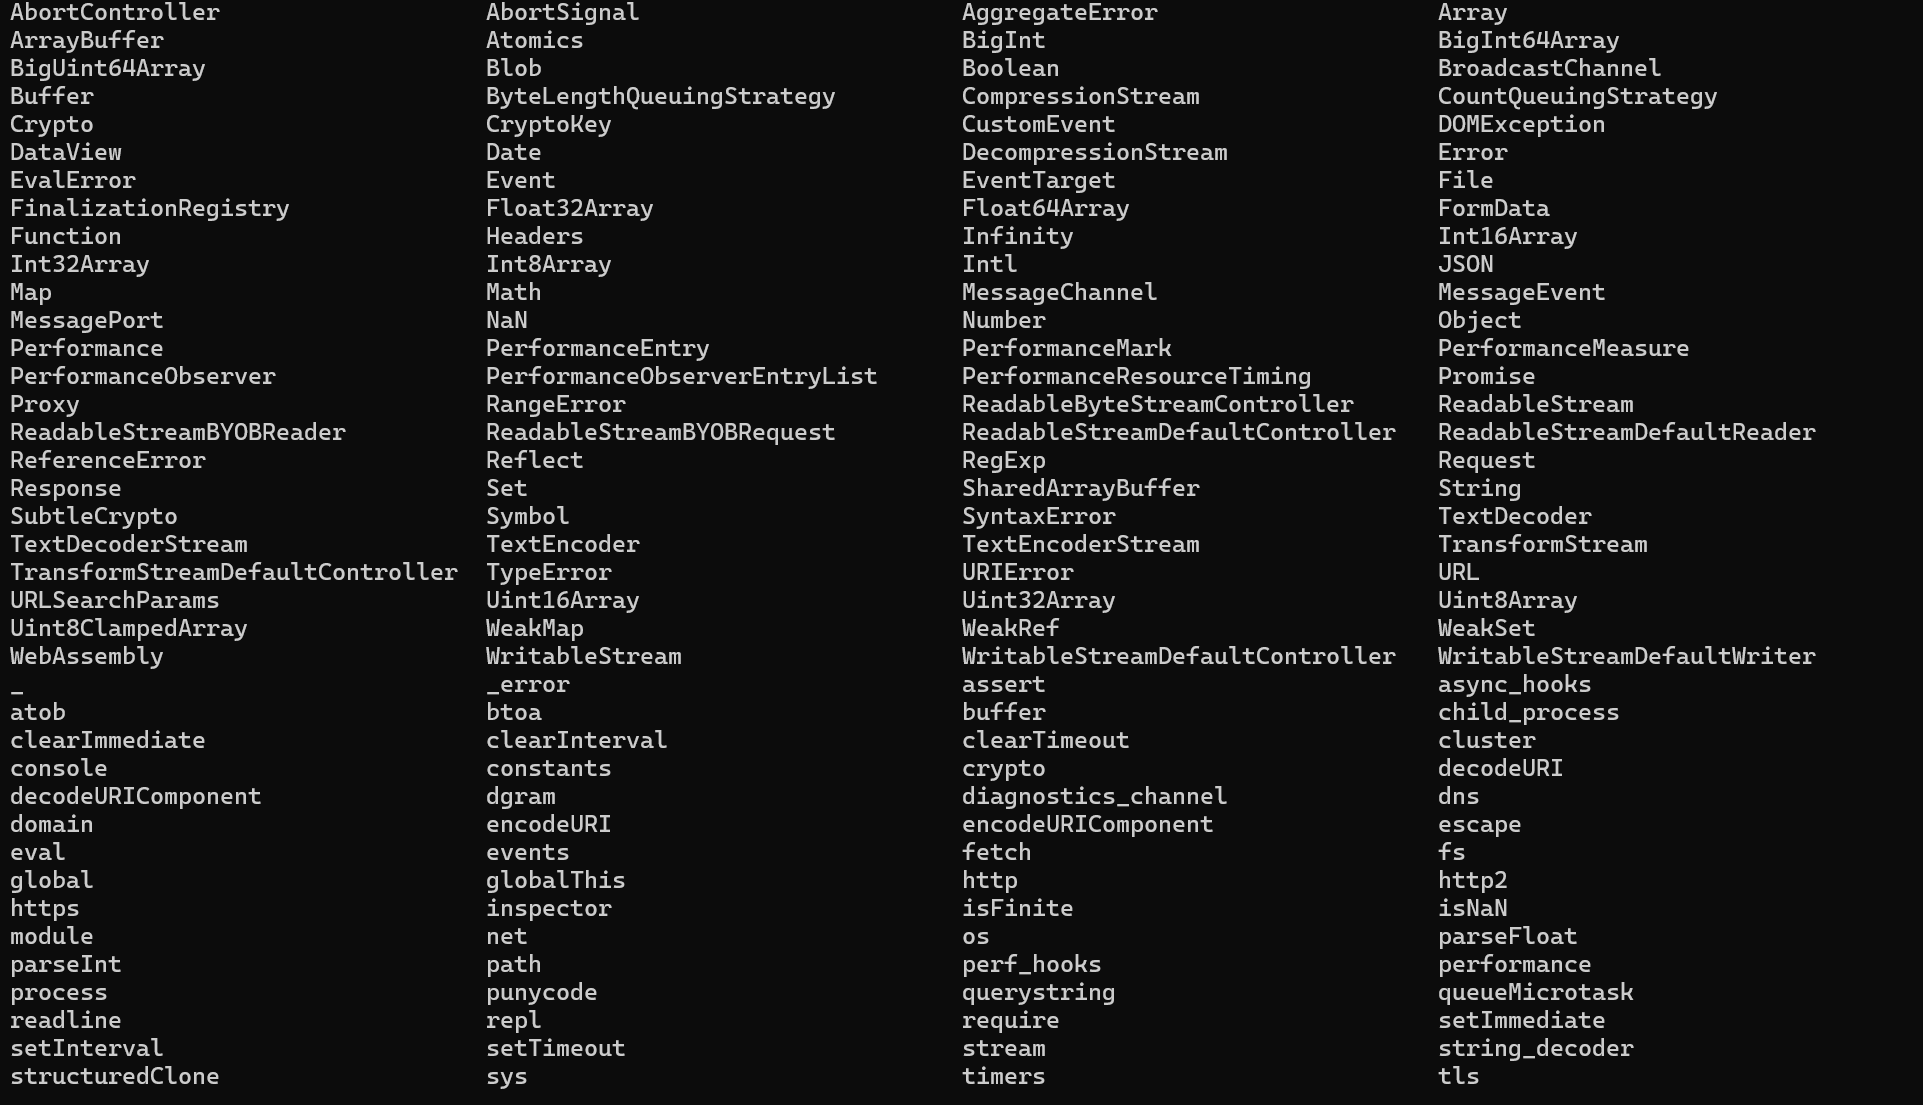 AbortController AbortSignal AggregateError Array
ArrayBuffer Atomics BigInt BigInt64Array
BigUint64Array Blob Boolean BroadcastChannel
Buffer ByteLengthQueuingStrategy CompressionStream CountQueuingStrategy
Crypto CryptoKey CustomEvent DOMException
DataView Date DecompressionStream Error
EvalError Event EventTarget File
FinalizationRegistry Float32Array Float64Array FormData
Function Headers Infinity Int16Array
Int32Array Int8Array Intl JSON
Map Math MessageChannel MessageEvent
MessagePort NaN Number Object
Performance PerformanceEntry PerformanceMark PerformanceMeasure
PerformanceObserver PerformanceObserverEntryList PerformanceResourceTiming Promise
Proxy RangeError ReadableByteStreamController ReadableStream
ReadableStreamBYOBReader ReadableStreamBYOBRequest ReadableStreamDefaultController ReadableStreamDefaultReader
ReferenceError Reflect RegExp Request
Response Set SharedArrayBuffer String
SubtleCrypto Symbol SyntaxError TextDecoder
TextDecoderStream TextEncoder TextEncoderStream TransformStream
TransformStreamDefaultController TypeError URIError URL
URLSearchParams Uint16Array Uint32Array Uint8Array
Uint8ClampedArray WeakMap WeakRef WeakSet
WebAssembly WritableStream WritableStreamDefaultController WritableStreamDefaultWriter
_ _error assert async_hooks
atob btoa buffer child_process
clearImmediate clearInterval clearTimeout cluster
console constants crypto decodeURI
decodeURIComponent dgram diagnostics_channel dns
domain encodeURI encodeURIComponent escape
eval events fetch fs
global globalThis http http2
https inspector isFinite isNaN
module net os parseFloat
parseInt path perf_hooks performance
process punycode querystring queueMicrotask
readline repl require setImmediate
setInterval setTimeout stream string_decoder
structuredClone sys timers tls